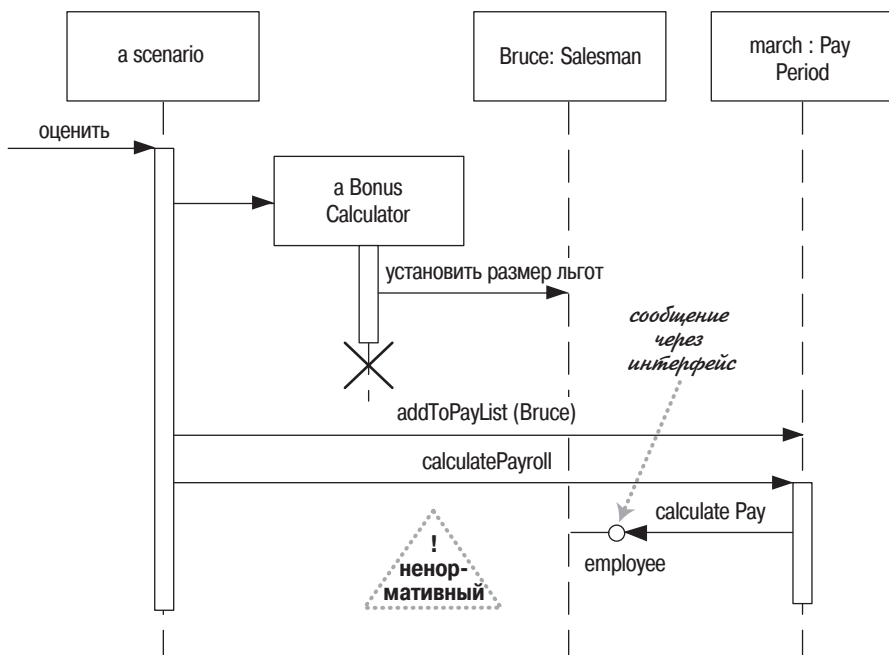 a scenario
Bruce: Salesman
march : Pay
Period
оценить
a Bonus
Calculator
установить размер льгот
сообщение
через
интерфейс
addToPayList (Bruce)
calculatePayroll
calculate Pay
employee
!
ненор-
мативный